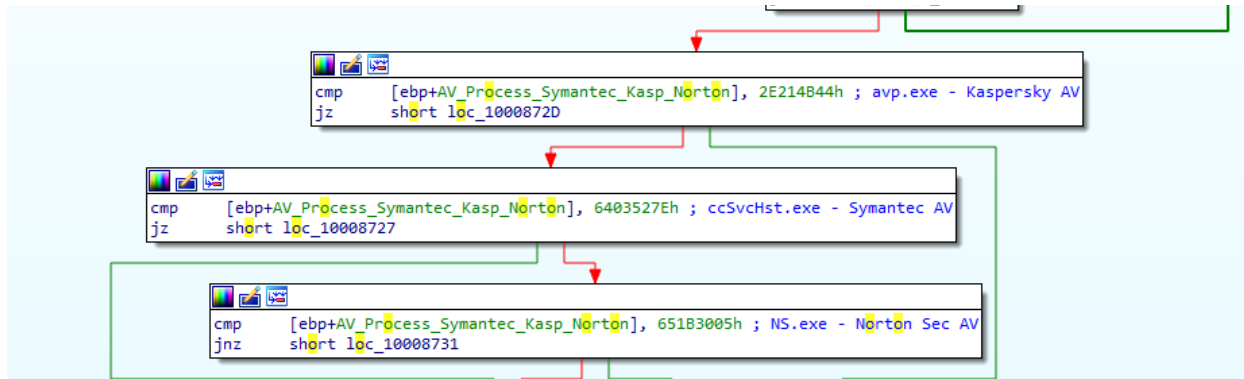 cmp [ebp+AV_Process_Symantec_Kasp_Norton], 2E214B44h ; avp.exe - Kaspersky AV
jz short loc_1000872D
cmp [ebp+AV_Process_Symantec_Kasp_Norton], 6403527Eh ; ccSvcHst.exe - Symantec AV
jz short loc_10008727
cmp [ebp+AV_Process_Symantec_Kasp_Norton], 651B3005h ; NS.exe - Norton Sec AV
jnz short loc_10008731